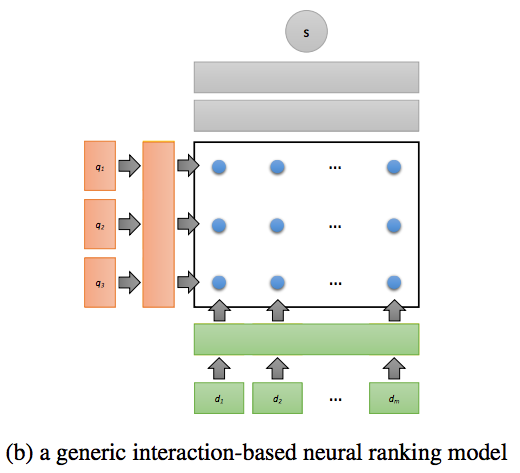 s
q1
...
q2
...
q3
...
d1 d2 ... dm
(b) a generic interaction-based neural ranking model